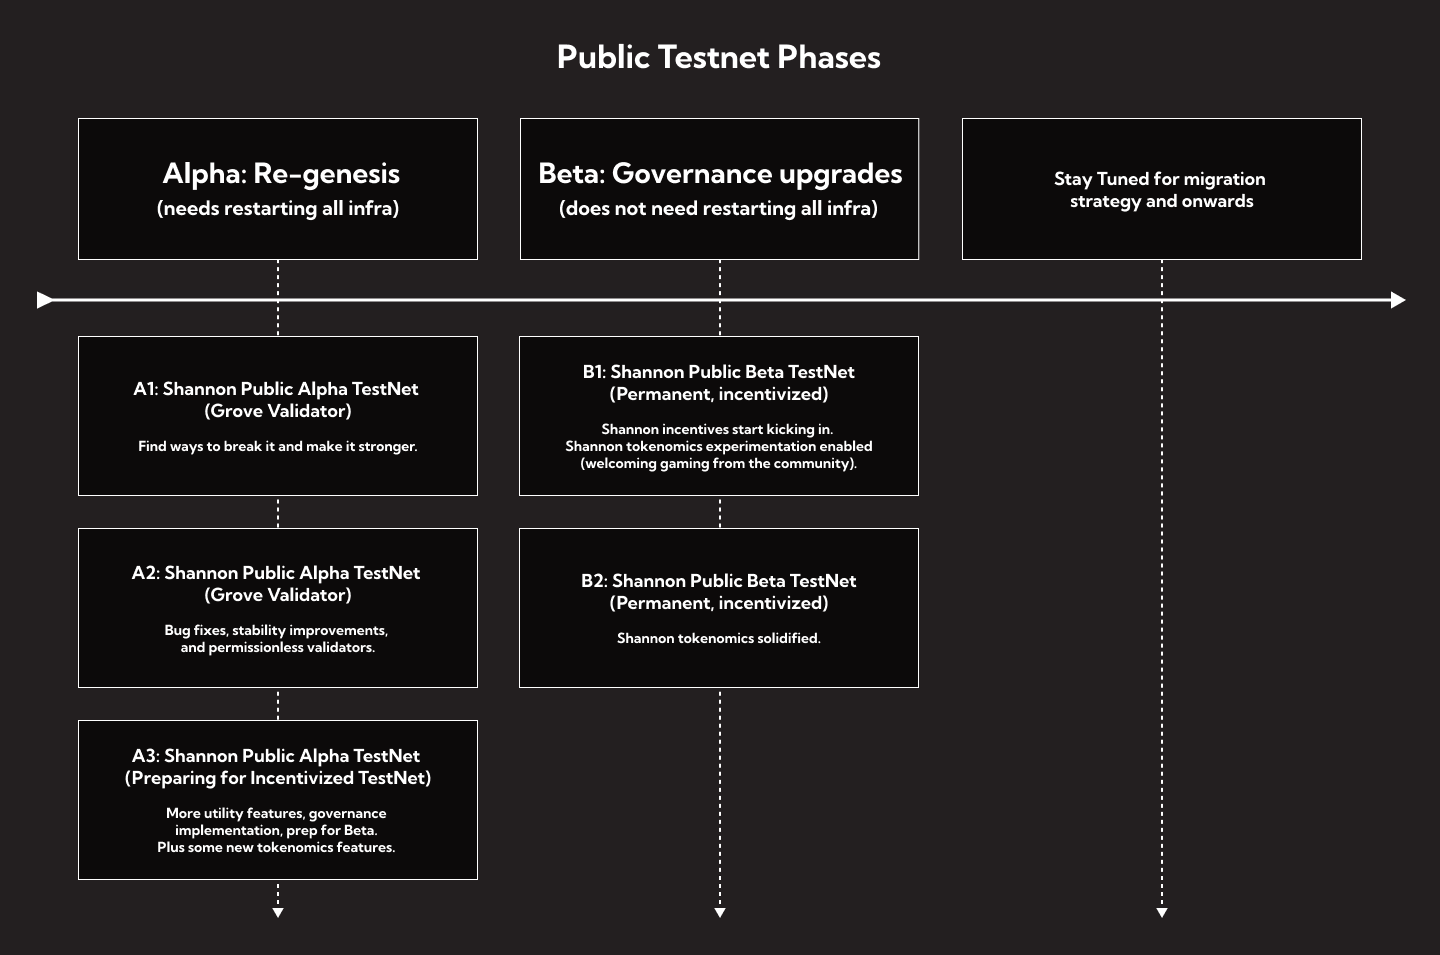 Public Testnet Phases
Alpha: Re-genesis
(needs restarting all infra)
Beta: Governance upgrades
(does not need restarting all infra)
Stay Tuned for migration
strategy and onwards
A1: Shannon Public Alpha TestNet
(Grove Validator)
Find ways to break it and make it stronger.
A2: Shannon Public Alpha TestNet
(Grove Validator)
Bug fixes, stability improvements,
and permissionless validators.
A3: Shannon Public Alpha TestNet
(Preparing for Incentivized TestNet)
More utility features, governance
implementation, prep for Beta.
Plus some new tokenomics features.
B1: Shannon Public Beta TestNet
(Permanent, incentivized)
Shannon incentives start kicking in.
Shannon tokenomics experimentation enabled
(welcoming gaming from the community).
B2: Shannon Public Beta TestNet
(Permanent, incentivized)
Shannon tokenomics solidified.